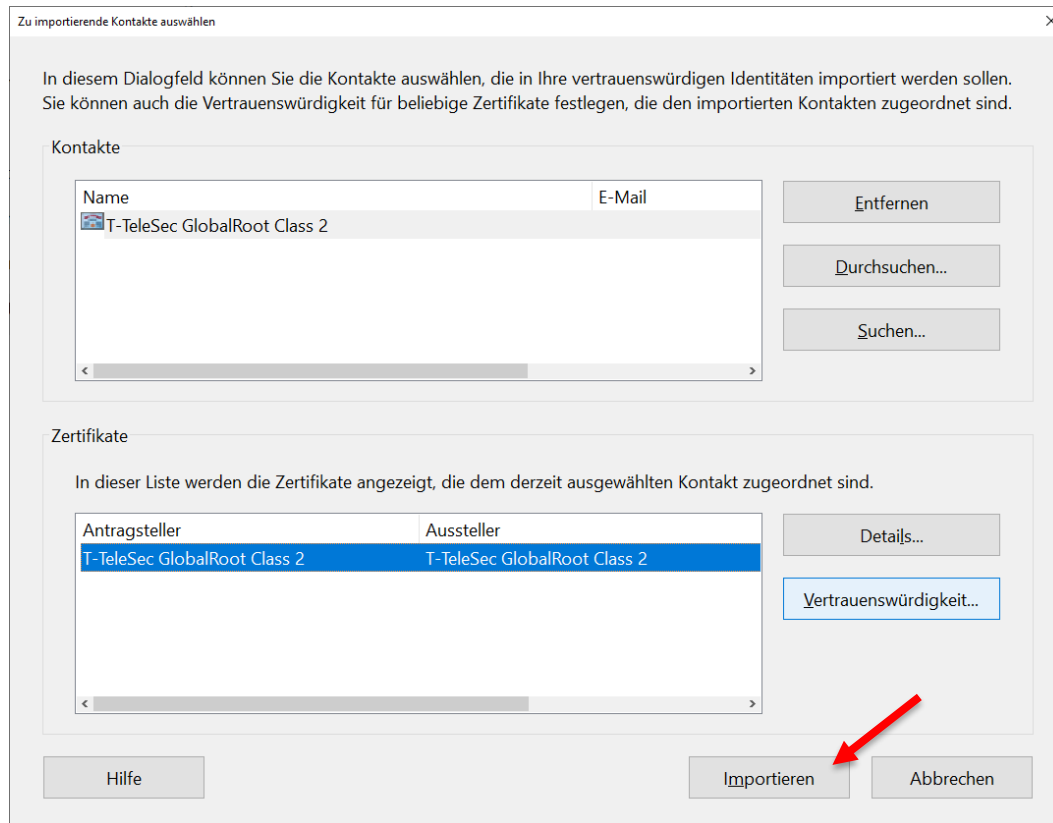 Zu importierende Kontakte auswählen
In diesem Dialogfeld können Sie die Kontakte auswählen, die in Ihre vertrauenswürdigen Identitäten importiert werden sollen.
Sie können auch die Vertrauenswürdigkeit für beliebige Zertifikate festlegen, die den importierten Kontakten zugeordnet sind.
Kontakte
Name E-Mail
T-TeleSec GlobalRoot Class 2
Entfernen
Durchsuchen...
Suchen...
Zertifikate
In dieser Liste werden die Zertifikate angezeigt, die dem derzeit ausgewählten Kontakt zugeordnet sind.
Antragsteller Aussteller
T-TeleSec GlobalRoot Class 2 T-TeleSec GlobalRoot Class 2
Details...
Vertrauenswürdigkeit...
Hilfe Importieren Abbrechen